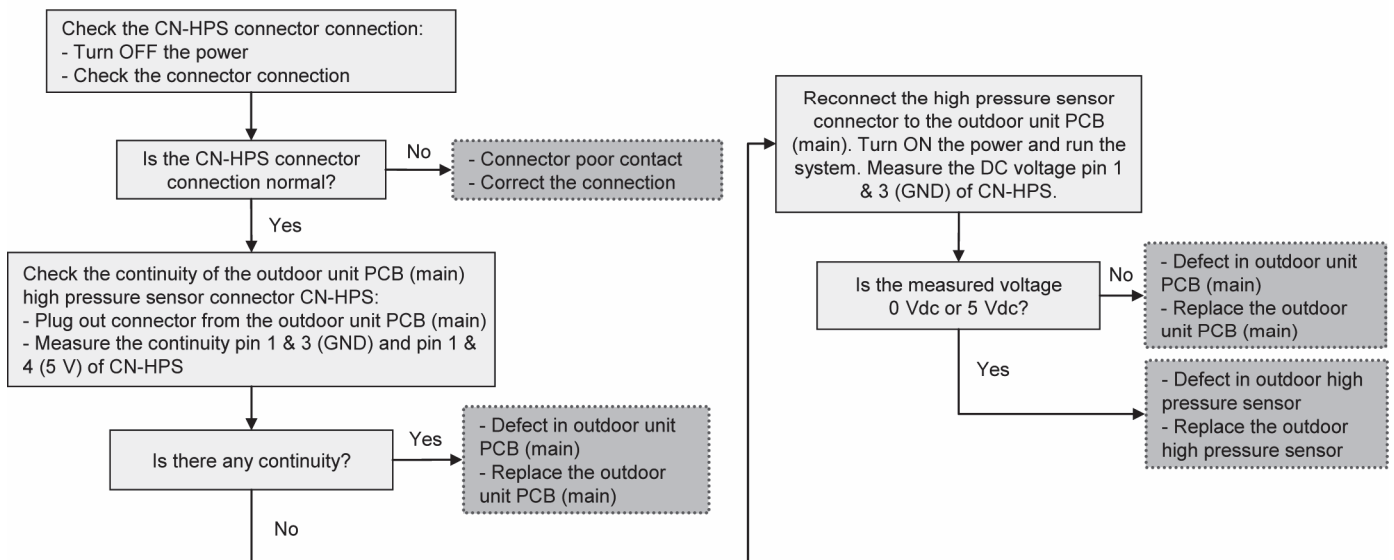 Check the CN-HPS connector connection:
- Turn OFF the power
- Check the connector connection
Is the CN-HPS connector
connection normal?
No
- Connector poor contact
- Correct the connection
Yes
Check the continuity of the outdoor unit PCB (main)
high pressure sensor connector CN-HPS:
- Plug out connector from the outdoor unit PCB (main)
- Measure the continuity pin 1 & 3 (GND) and pin 1 &
4 (5 V) of CN-HPS
Is there any continuity?
Yes
- Defect in outdoor unit
PCB (main)
- Replace the outdoor
unit PCB (main)
No
Reconnect the high pressure sensor
connector to the outdoor unit PCB
(main). Turn ON the power and run the
system. Measure the DC voltage pin 1
& 3 (GND) of CN-HPS.
Is the measured voltage
0 Vdc or 5 Vdc?
No
- Defect in outdoor unit
PCB (main)
- Replace the outdoor
unit PCB (main)
Yes
- Defect in outdoor high
pressure sensor
- Replace the outdoor
high pressure sensor